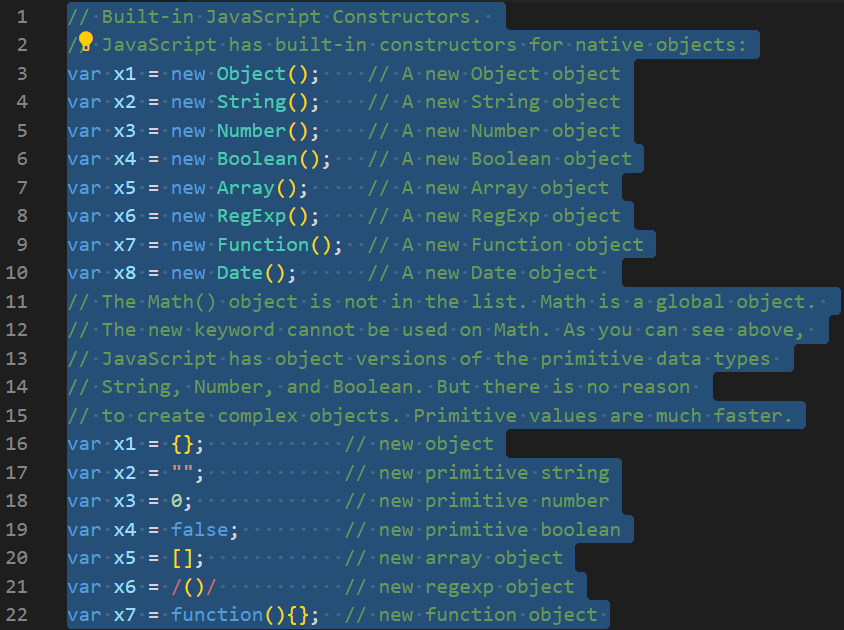 1 // Built-in JavaScript Constructors.
2 // JavaScript has built-in constructors for native objects:
3 var x1 = new Object();    // A new Object object
4 var x2 = new String();    // A new String object
5 var x3 = new Number();    // A new Number object
6 var x4 = new Boolean();   // A new Boolean object
7 var x5 = new Array();     // A new Array object
8 var x6 = new RegExp();    // A new RegExp object
9 var x7 = new Function();  // A new Function object
10 var x8 = new Date();      // A new Date object
11 // The Math() object is not in the list. Math is a global object.
12 // The new keyword cannot be used on Math. As you can see above,
13 // JavaScript has object versions of the primitive data types
14 // String, Number, and Boolean. But there is no reason
15 // to create complex objects. Primitive values are much faster.
16 var x1 = {};            // new object
17 var x2 = "";            // new primitive string
18 var x3 = 0;             // new primitive number
19 var x4 = false;         // new primitive boolean
20 var x5 = [];            // new array object
21 var x6 = /()/           // new regexp object
22 var x7 = function(){};  // new function object